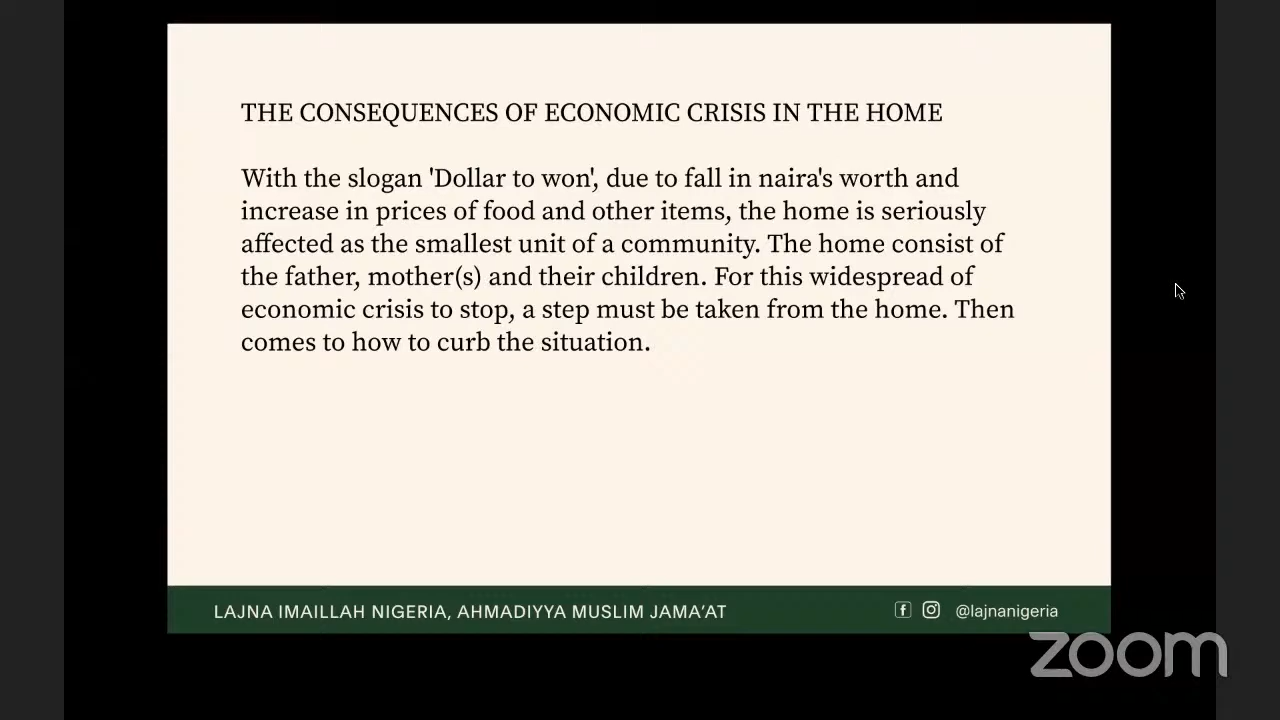 THE CONSEQUENCES OF ECONOMIC CRISIS IN THE HOME
With the slogan 'Dollar to won', due to fall in naira's worth and
increase in prices of food and other items, the home is seriously
affected as the smallest unit of a community. The home consist of
the father, mother(s) and their children. For this widespread of
economic crisis to stop, a step must be taken from the home. Then
comes to how to curb the situation.
LAJNA IMAILLAH NIGERIA, AHMADIYYA MUSLIM JAMA'AT
@lajnanigeria
zoom